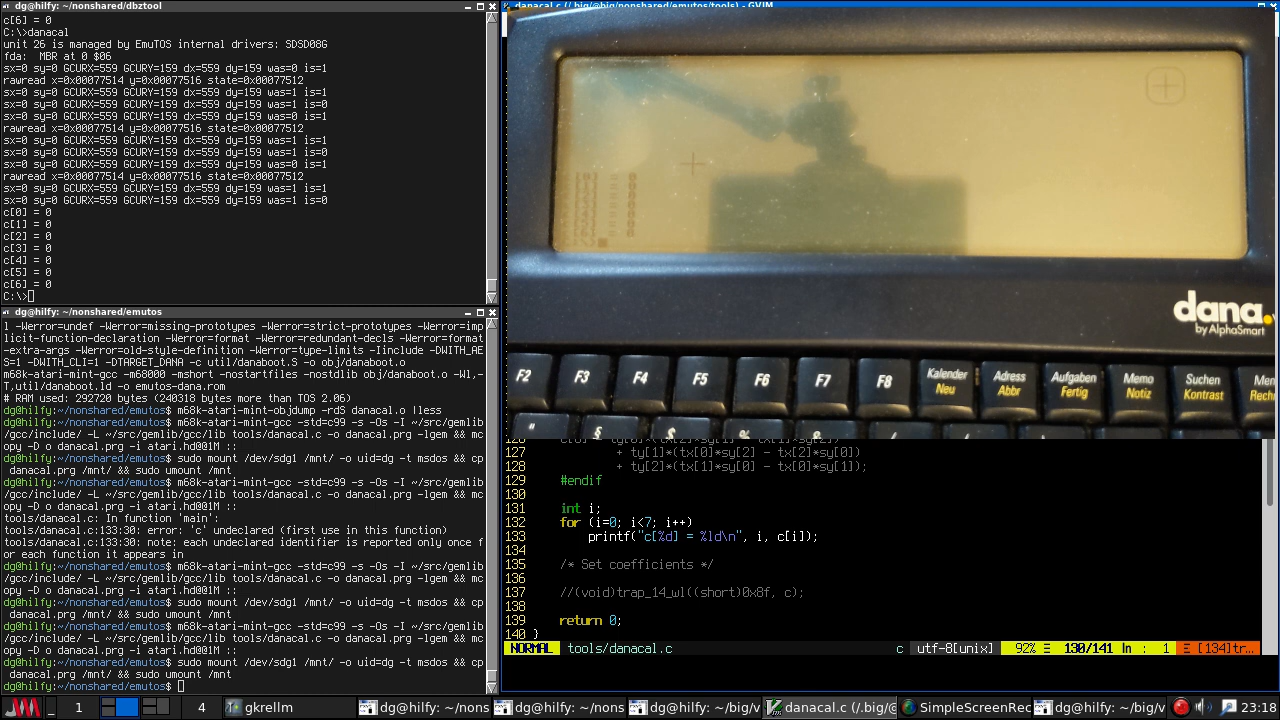 dg@hilfy: ~/nonshared/dbztool
c[6] = 0
C:\>danacal
unit 26 is managed by EmuTOS internal drivers: SDSD08G
fda:  MBR at 0 $06
sx=0 sy=0 GCURX=559 GCURY=159 dx=559 dy=159 was=0 is=1
rawread x=0x00077514 y=0x00077516 state=0x00077512
sx=0 sy=0 GCURX=559 GCURY=159 dx=559 dy=159 was=1 is=1
sx=0 sy=0 GCURX=559 GCURY=159 dx=559 dy=159 was=1 is=0
sx=0 sy=0 GCURX=559 GCURY=159 dx=559 dy=159 was=0 is=1
rawread x=0x00077514 y=0x00077516 state=0x00077512
sx=0 sy=0 GCURX=559 GCURY=159 dx=559 dy=159 was=1 is=1
sx=0 sy=0 GCURX=559 GCURY=159 dx=559 dy=159 was=1 is=0
sx=0 sy=0 GCURX=559 GCURY=159 dx=559 dy=159 was=0 is=1
rawread x=0x00077514 y=0x00077516 state=0x00077512
sx=0 sy=0 GCURX=559 GCURY=159 dx=559 dy=159 was=1 is=1
sx=0 sy=0 GCURX=559 GCURY=159 dx=559 dy=159 was=1 is=0
c[0] = 0
c[1] = 0
c[2] = 0
c[3] = 0
c[4] = 0
c[5] = 0
c[6] = 0
C:\>
dg@hilfy: ~/nonshared/emutos
l -Werror=undef -Werror=missing-prototypes -Werror=strict-prototypes -Werror=imp
licit-function-declaration -Werror=format -Werror=redundant-decls -Werror=format
-extra-args -Werror=old-style-definition -Werror=type-limits -Iinclude -DWITH_AE
S=1 -DWITH_CLI=1 -DTARGET_DANA -c util/danaboot.S -o obj/danaboot.o
m68k-atari-mint-gcc -m68000 -mshort -nostartfiles -nostdlib obj/danaboot.o -Wl,-
T,util/danaboot.ld -o emutos-dana.rom
# RAM used: 292720 bytes (240318 bytes more than TOS 2.06)
dg@hilfy:~/nonshared/emutos$ m68k-atari-mint-objdump -rdS danacal.o |less
dg@hilfy:~/nonshared/emutos$ m68k-atari-mint-gcc -std=c99 -s -Os -I ~/src/gemlib
/gcc/include/ -L ~/src/gemlib/gcc/lib tools/danacal.c -o danacal.prg -lgem && mc
opy -D o danacal.prg -i atari.hd@@1M ::
dg@hilfy:~/nonshared/emutos$ sudo mount /dev/sdg1 /mnt/ -o uid=dg -t msdos && cp
 danacal.prg /mnt/ && sudo umount /mnt
dg@hilfy:~/nonshared/emutos$ m68k-atari-mint-gcc -std=c99 -s -Os -I ~/src/gemlib
/gcc/include/ -L ~/src/gemlib/gcc/lib tools/danacal.c -o danacal.prg -lgem && mc
opy -D o danacal.prg -i atari.hd@@1M ::
tools/danacal.c: In function 'main':
tools/danacal.c:133:30: error: 'c' undeclared (first use in this function)
tools/danacal.c:133:30: note: each undeclared identifier is reported only once f
or each function it appears in
dg@hilfy:~/nonshared/emutos$ m68k-atari-mint-gcc -std=c99 -s -Os -I ~/src/gemlib
/gcc/include/ -L ~/src/gemlib/gcc/lib tools/danacal.c -o danacal.prg -lgem && mc
opy -D o danacal.prg -i atari.hd@@1M ::
dg@hilfy:~/nonshared/emutos$ sudo mount /dev/sdg1 /mnt/ -o uid=dg -t msdos && cp
 danacal.prg /mnt/ && sudo umount /mnt
dg@hilfy:~/nonshared/emutos$ m68k-atari-mint-gcc -std=c99 -s -Os -I ~/src/gemlib
/gcc/include/ -L ~/src/gemlib/gcc/lib tools/danacal.c -o danacal.prg -lgem && mc
opy -D o danacal.prg -i atari.hd@@1M ::
dg@hilfy:~/nonshared/emutos$ sudo mount /dev/sdg1 /mnt/ -o uid=dg -t msdos && cp
 danacal.prg /mnt/ && sudo umount /mnt
dg@hilfy:~/nonshared/emutos$
danacal.c (/.big/@big/nonshared/emutos/tools) - GVIM
dana.
by AlphaSmart
F2 F3 F4 F5 F6 F7 F8 Kalender Adress Aufgaben Memo Suchen
Neu Abbr Fertig Notiz Kontrast
" § $ % &
127 + ty[1]*(tx[0]*sy[2] - tx[2]*sy[0])
128 + ty[2]*(tx[1]*sy[0] - tx[0]*sy[1]);
129 #endif
130
131 int i;
132 for (i=0; i<7; i++)
133 printf("c[%d] = %ld\n", i, c[i]);
134
135 /* Set coefficients */
136
137 //(void)trap_14_wl((short)0x8f, c);
138
139 return 0;
140 }
NORMAL tools/danacal.c c utf-8[unix] 92% Ξ 130/141 ln : 1 Ξ [134]tr…
1 4 gkrellm dg@hilfy: ~/nons dg@hilfy: ~/nons dg@hilfy: ~/big/v danacal.c (/.big/@ SimpleScreenRec dg@hilfy: ~/big/v 23:18